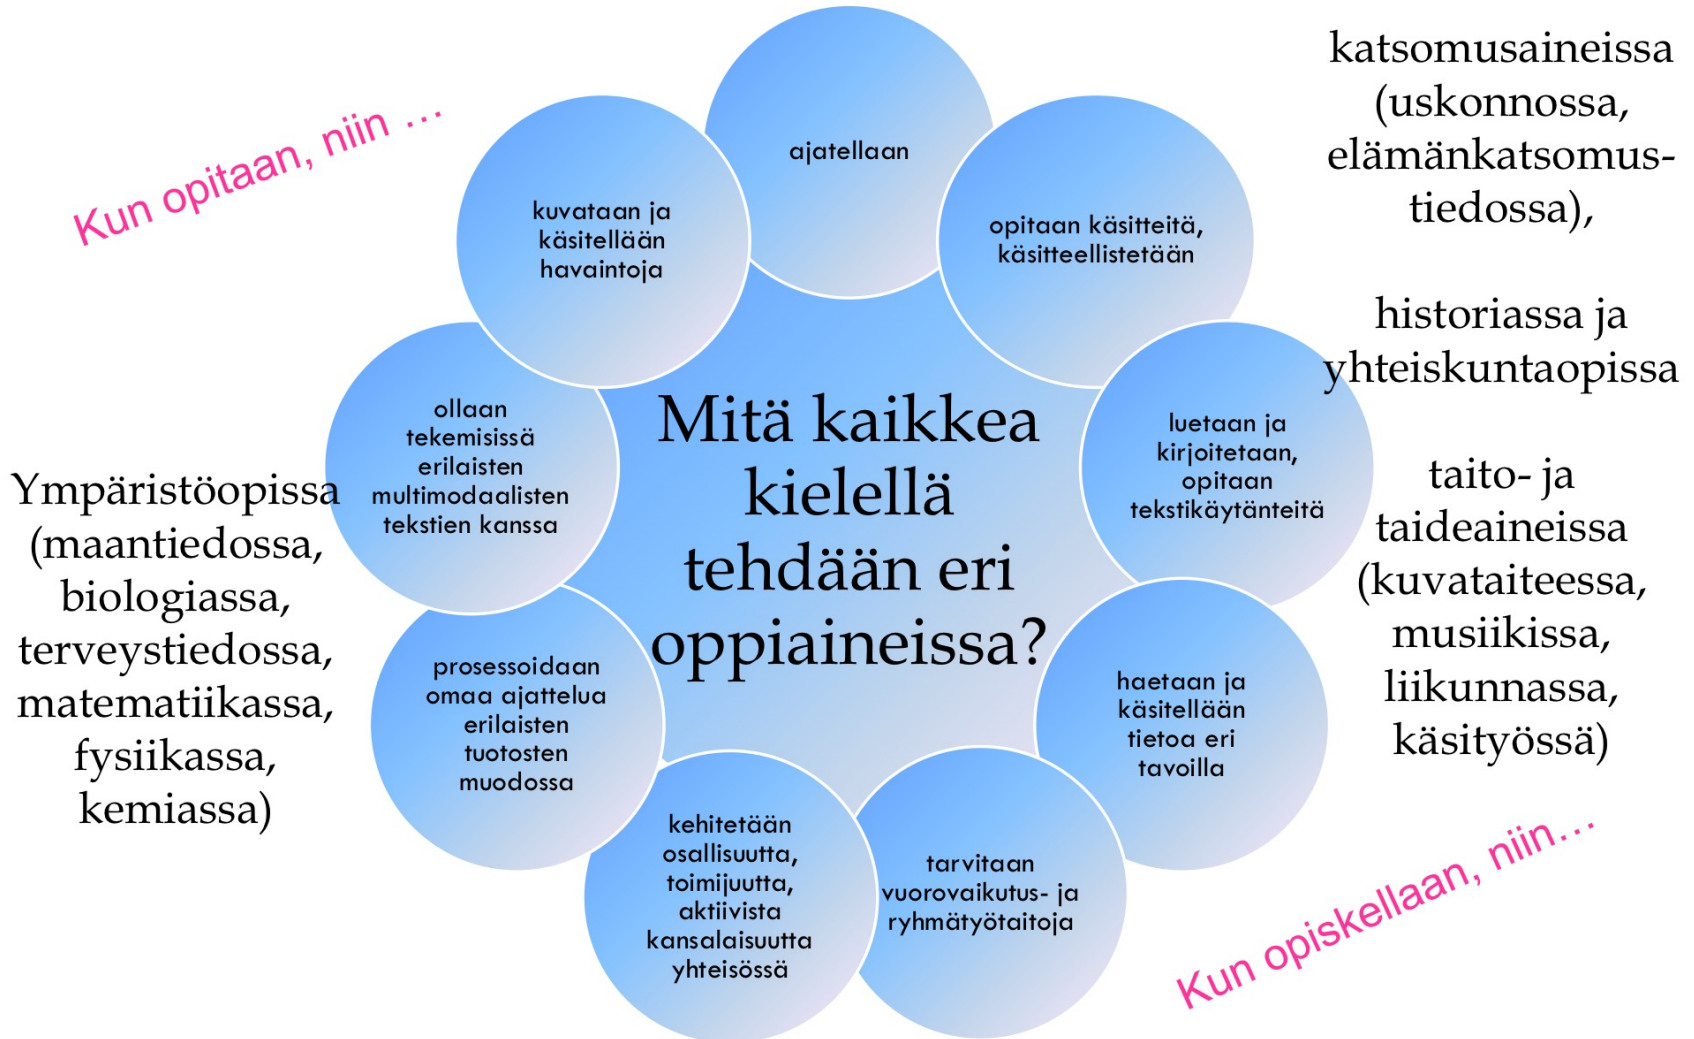 Kun opitaan, niin …
ajatellaan
opitaan käsitteitä,
käsitteellistetään
luetaan ja
kirjoitetaan,
opitaan
tekstikäytänteitä
haetaan ja
käsitellään
tietoa eri
tavoilla
tarvitaan
vuorovaikutus- ja
ryhmätyötaitoja
kehitetään
osallisuutta,
toimijuutta,
aktiivista
kansalaisuutta
yhteisössä
prosessoidaan
omaa ajattelua
erilaisten
tuotosten
muodossa
ollaan
tekemisissä
erilaisten
multimodaalisten
tekstien kanssa
kuvataan ja
käsitellään
havaintoja
Mitä kaikkea
kielellä
tehdään eri
oppiaineissa?
Ympäristöopissa
(maantiedossa,
biologiassa,
terveystiedossa,
matematiikassa,
fysiikassa,
kemiassa)
katsomusaineissa
(uskonnossa,
elämänkatsomus-
tiedossa),
historiassa ja
yhteiskuntaopissa
taito- ja
taideaineissa
(kuvataiteessa,
musiikissa,
liikunnassa,
käsityössä)
Kun opiskellaan, niin…